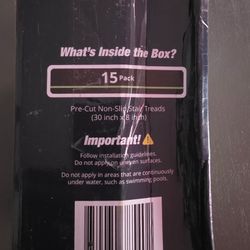 What's Inside the Box?
15 Pack
Pre-Cut Non-Slip Stair Treads
(30 inch x 8 inch)
Important!
Follow installation guidelines.
Do not apply on uneven surfaces.
Do not apply in areas that are continuously
under water, such as swimming pools.